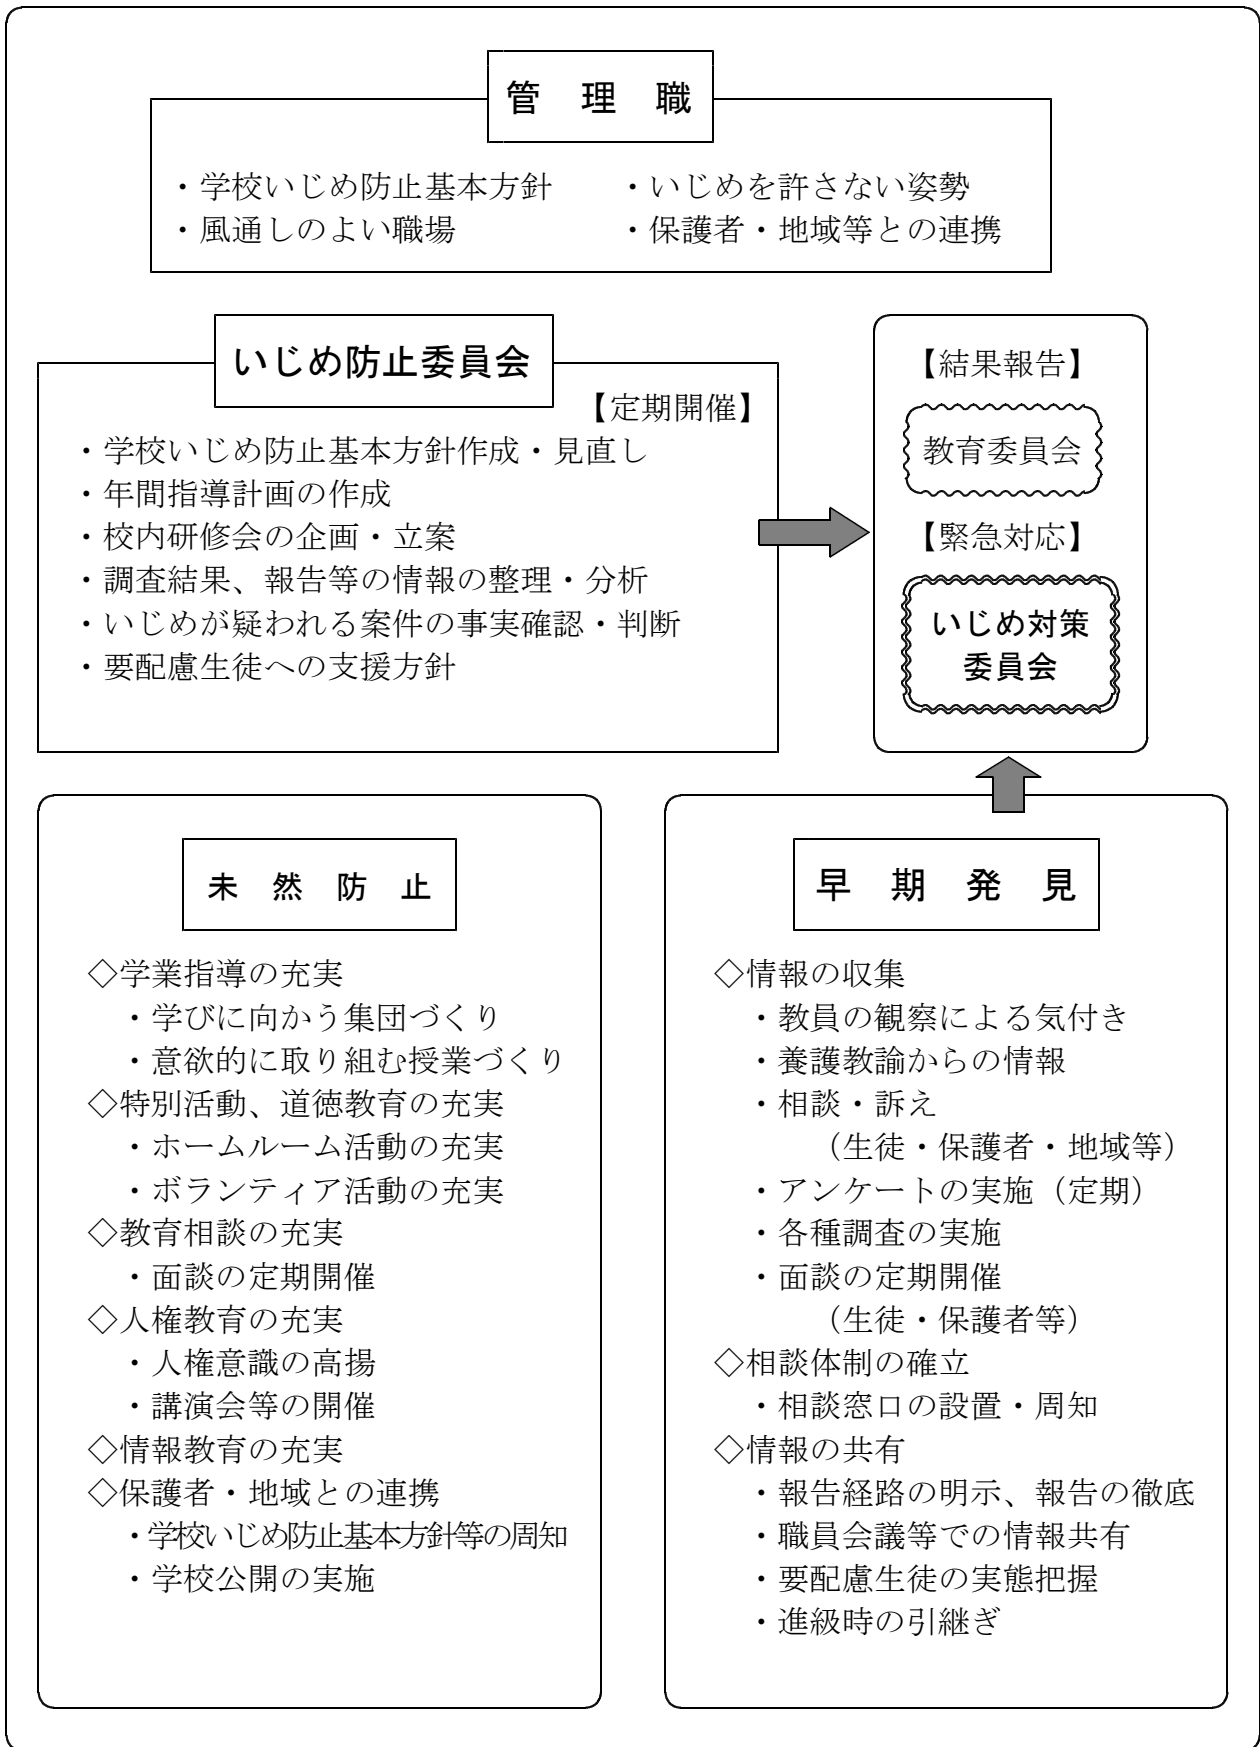 管　理　職
・学校いじめ防止基本方針　　・いじめを許さない姿勢
・風通しのよい職場　　・保護者・地域等との連携
いじめ防止委員会
【定期開催】
・学校いじめ防止基本方針作成・見直し
・年間指導計画の作成
・校内研修会の企画・立案
・調査結果、報告等の情報の整理・分析
・いじめが疑われる案件の事実確認・判断
・要配慮生徒への支援方針
【結果報告】
教育委員会
【緊急対応】
いじめ対策
委員会
未　然　防　止
◇学業指導の充実
・学びに向かう集団づくり
・意欲的に取り組む授業づくり
◇特別活動、道徳教育の充実
・ホームルーム活動の充実
・ボランティア活動の充実
◇教育相談の充実
・面談の定期開催
◇人権教育の充実
・人権意識の高揚
・講演会等の開催
◇情報教育の充実
◇保護者・地域との連携
・学校いじめ防止基本方針等の周知
・学校公開の実施
早　期　発　見
◇情報の収集
・教員の観察による気付き
・養護教諭からの情報
・相談・訴え
（生徒・保護者・地域等）
・アンケートの実施（定期）
・各種調査の実施
・面談の定期開催
（生徒・保護者等）
◇相談体制の確立
・相談窓口の設置・周知
◇情報の共有
・報告経路の明示、報告の徹底
・職員会議等での情報共有
・要配慮生徒の実態把握
・進級時の引継ぎ